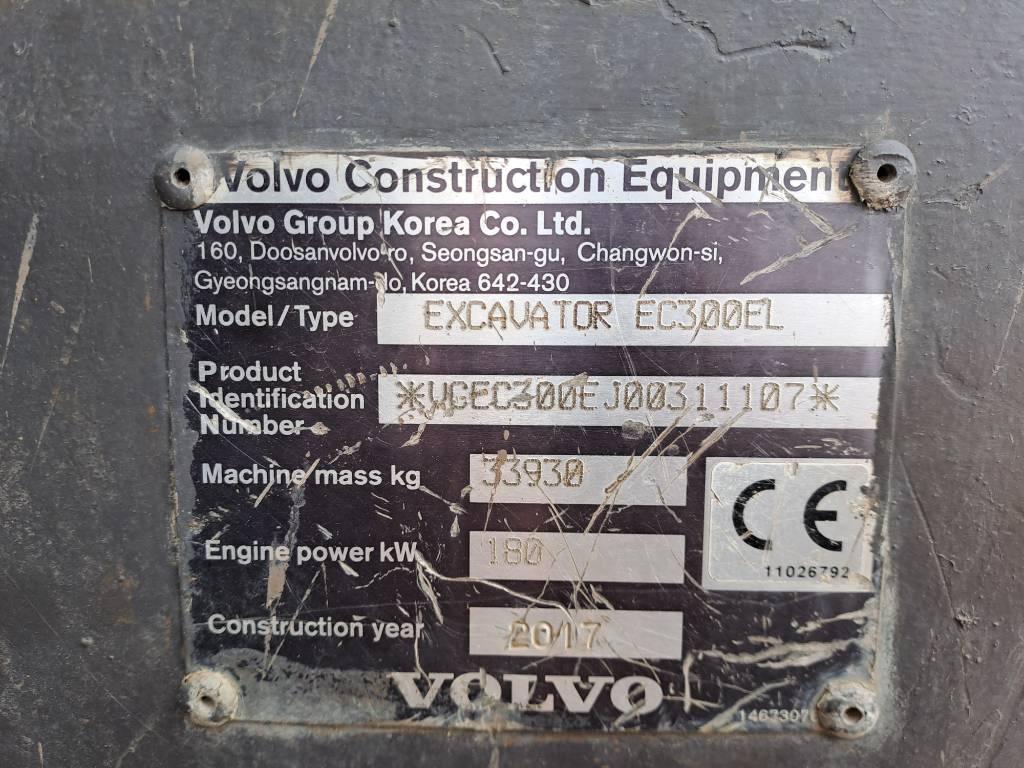 Volvo Construction Equipment
Volvo Group Korea Co. Ltd.
160, Doosanvolvo-ro, Seongsan-gu, Changwon-si,
Gyeongsangnam-do, Korea 642-430
Model/Type EXCAVATOR EC300EL
Product
Identification *VCEC300EJ00311107*
Number
Machine mass kg 33930
Engine power kW 180
CE
11026792
Construction year 2017
VOLVO